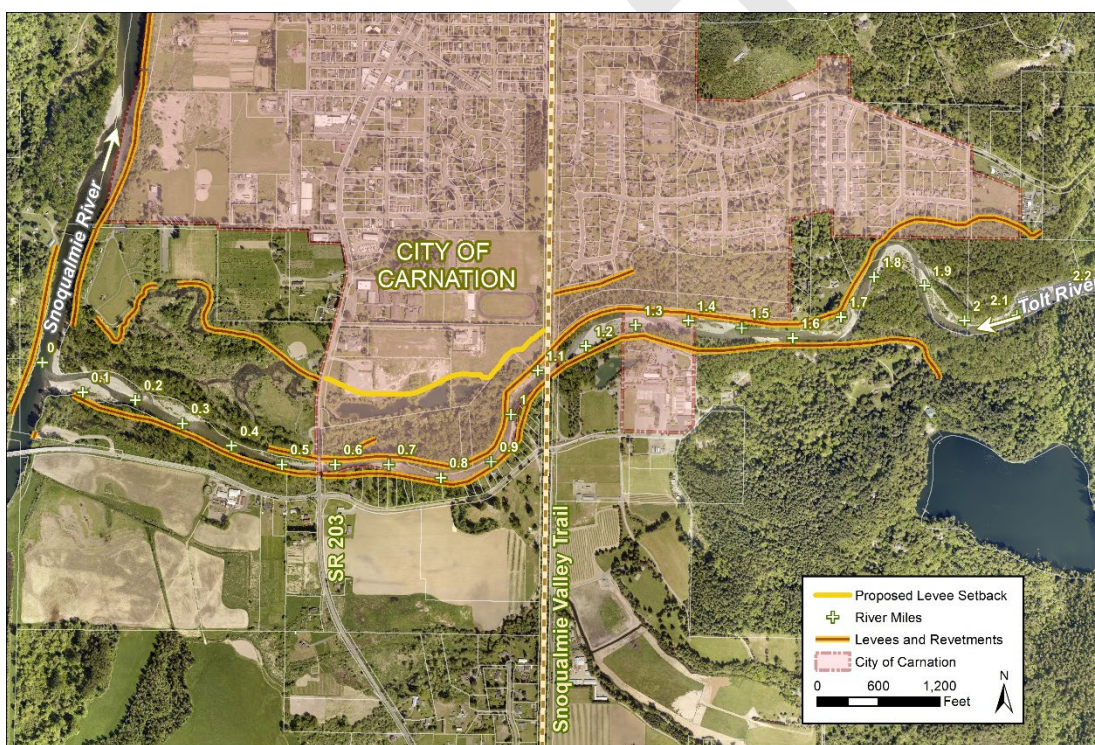 Snoqualmie River
CITY OF
CARNATION
Tolt River
0
0.1
0.2
0.3
0.4
0.5
0.6
0.7
0.8
0.9
1
1.1
1.2
1.3
1.4
1.5
1.6
1.7
1.8
1.9
2
2.1
2.2
SR 203
Snoqualmie Valley Trail
Proposed Levee Setback
River Miles
Levees and Revetments
City of Carnation
N
0 600 1,200
Feet